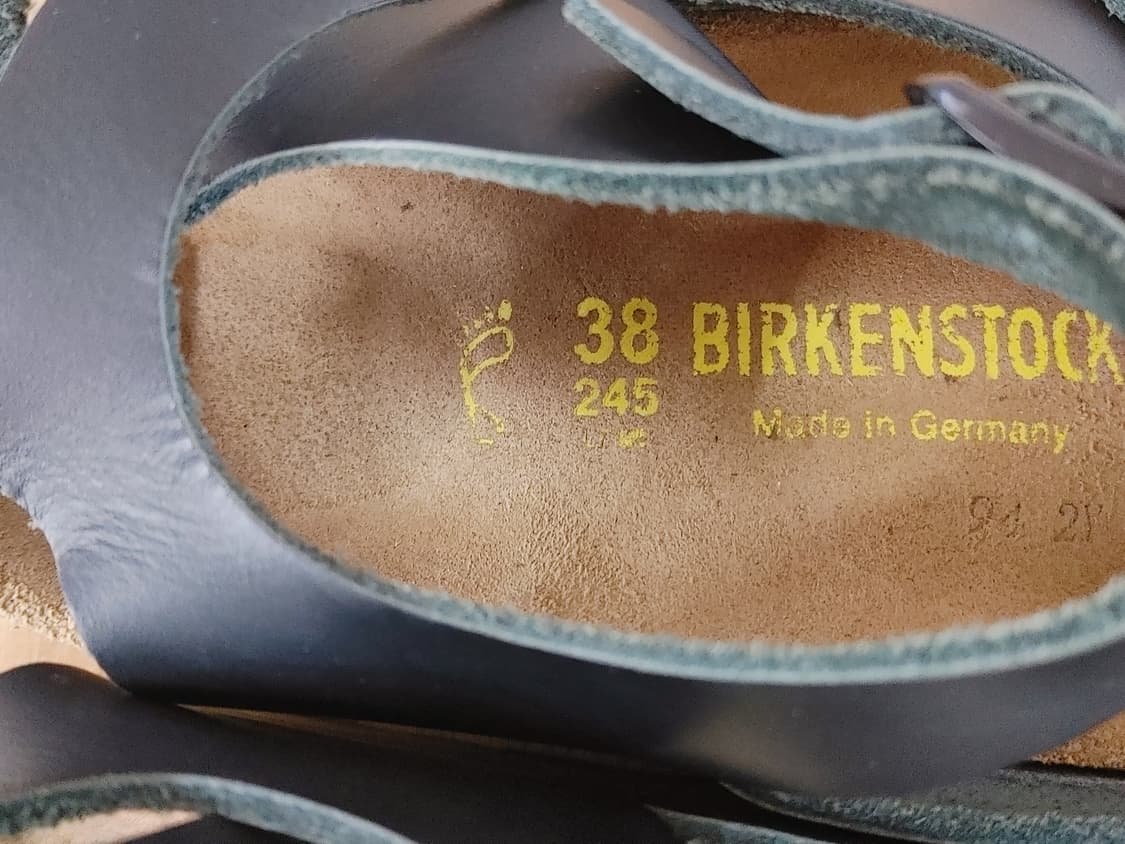 38 BIRKENSTOCK
245
Made in Germany